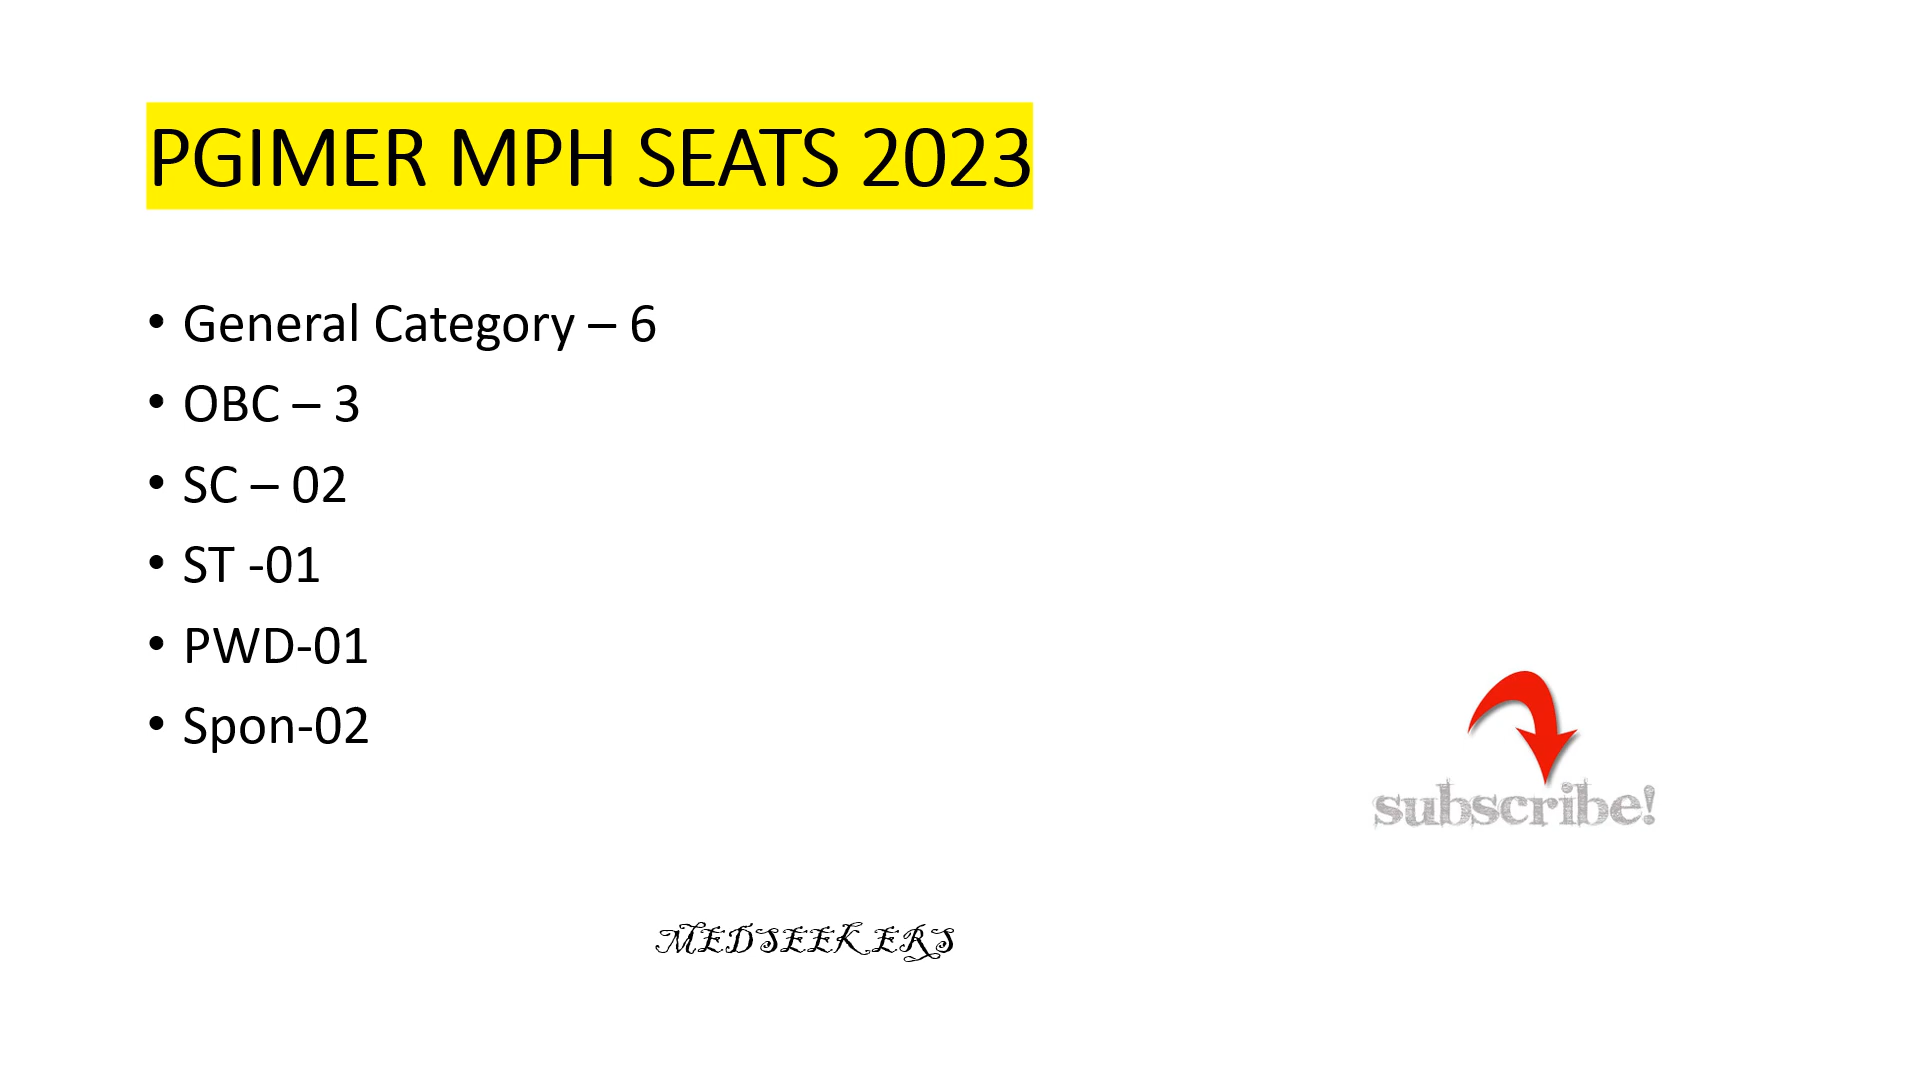 PGIMER MPH SEATS 2023
• General Category – 6
• OBC – 3
• SC – 02
• ST -01
• PWD-01
• Spon-02
subscribe!
MEDSEEKERS